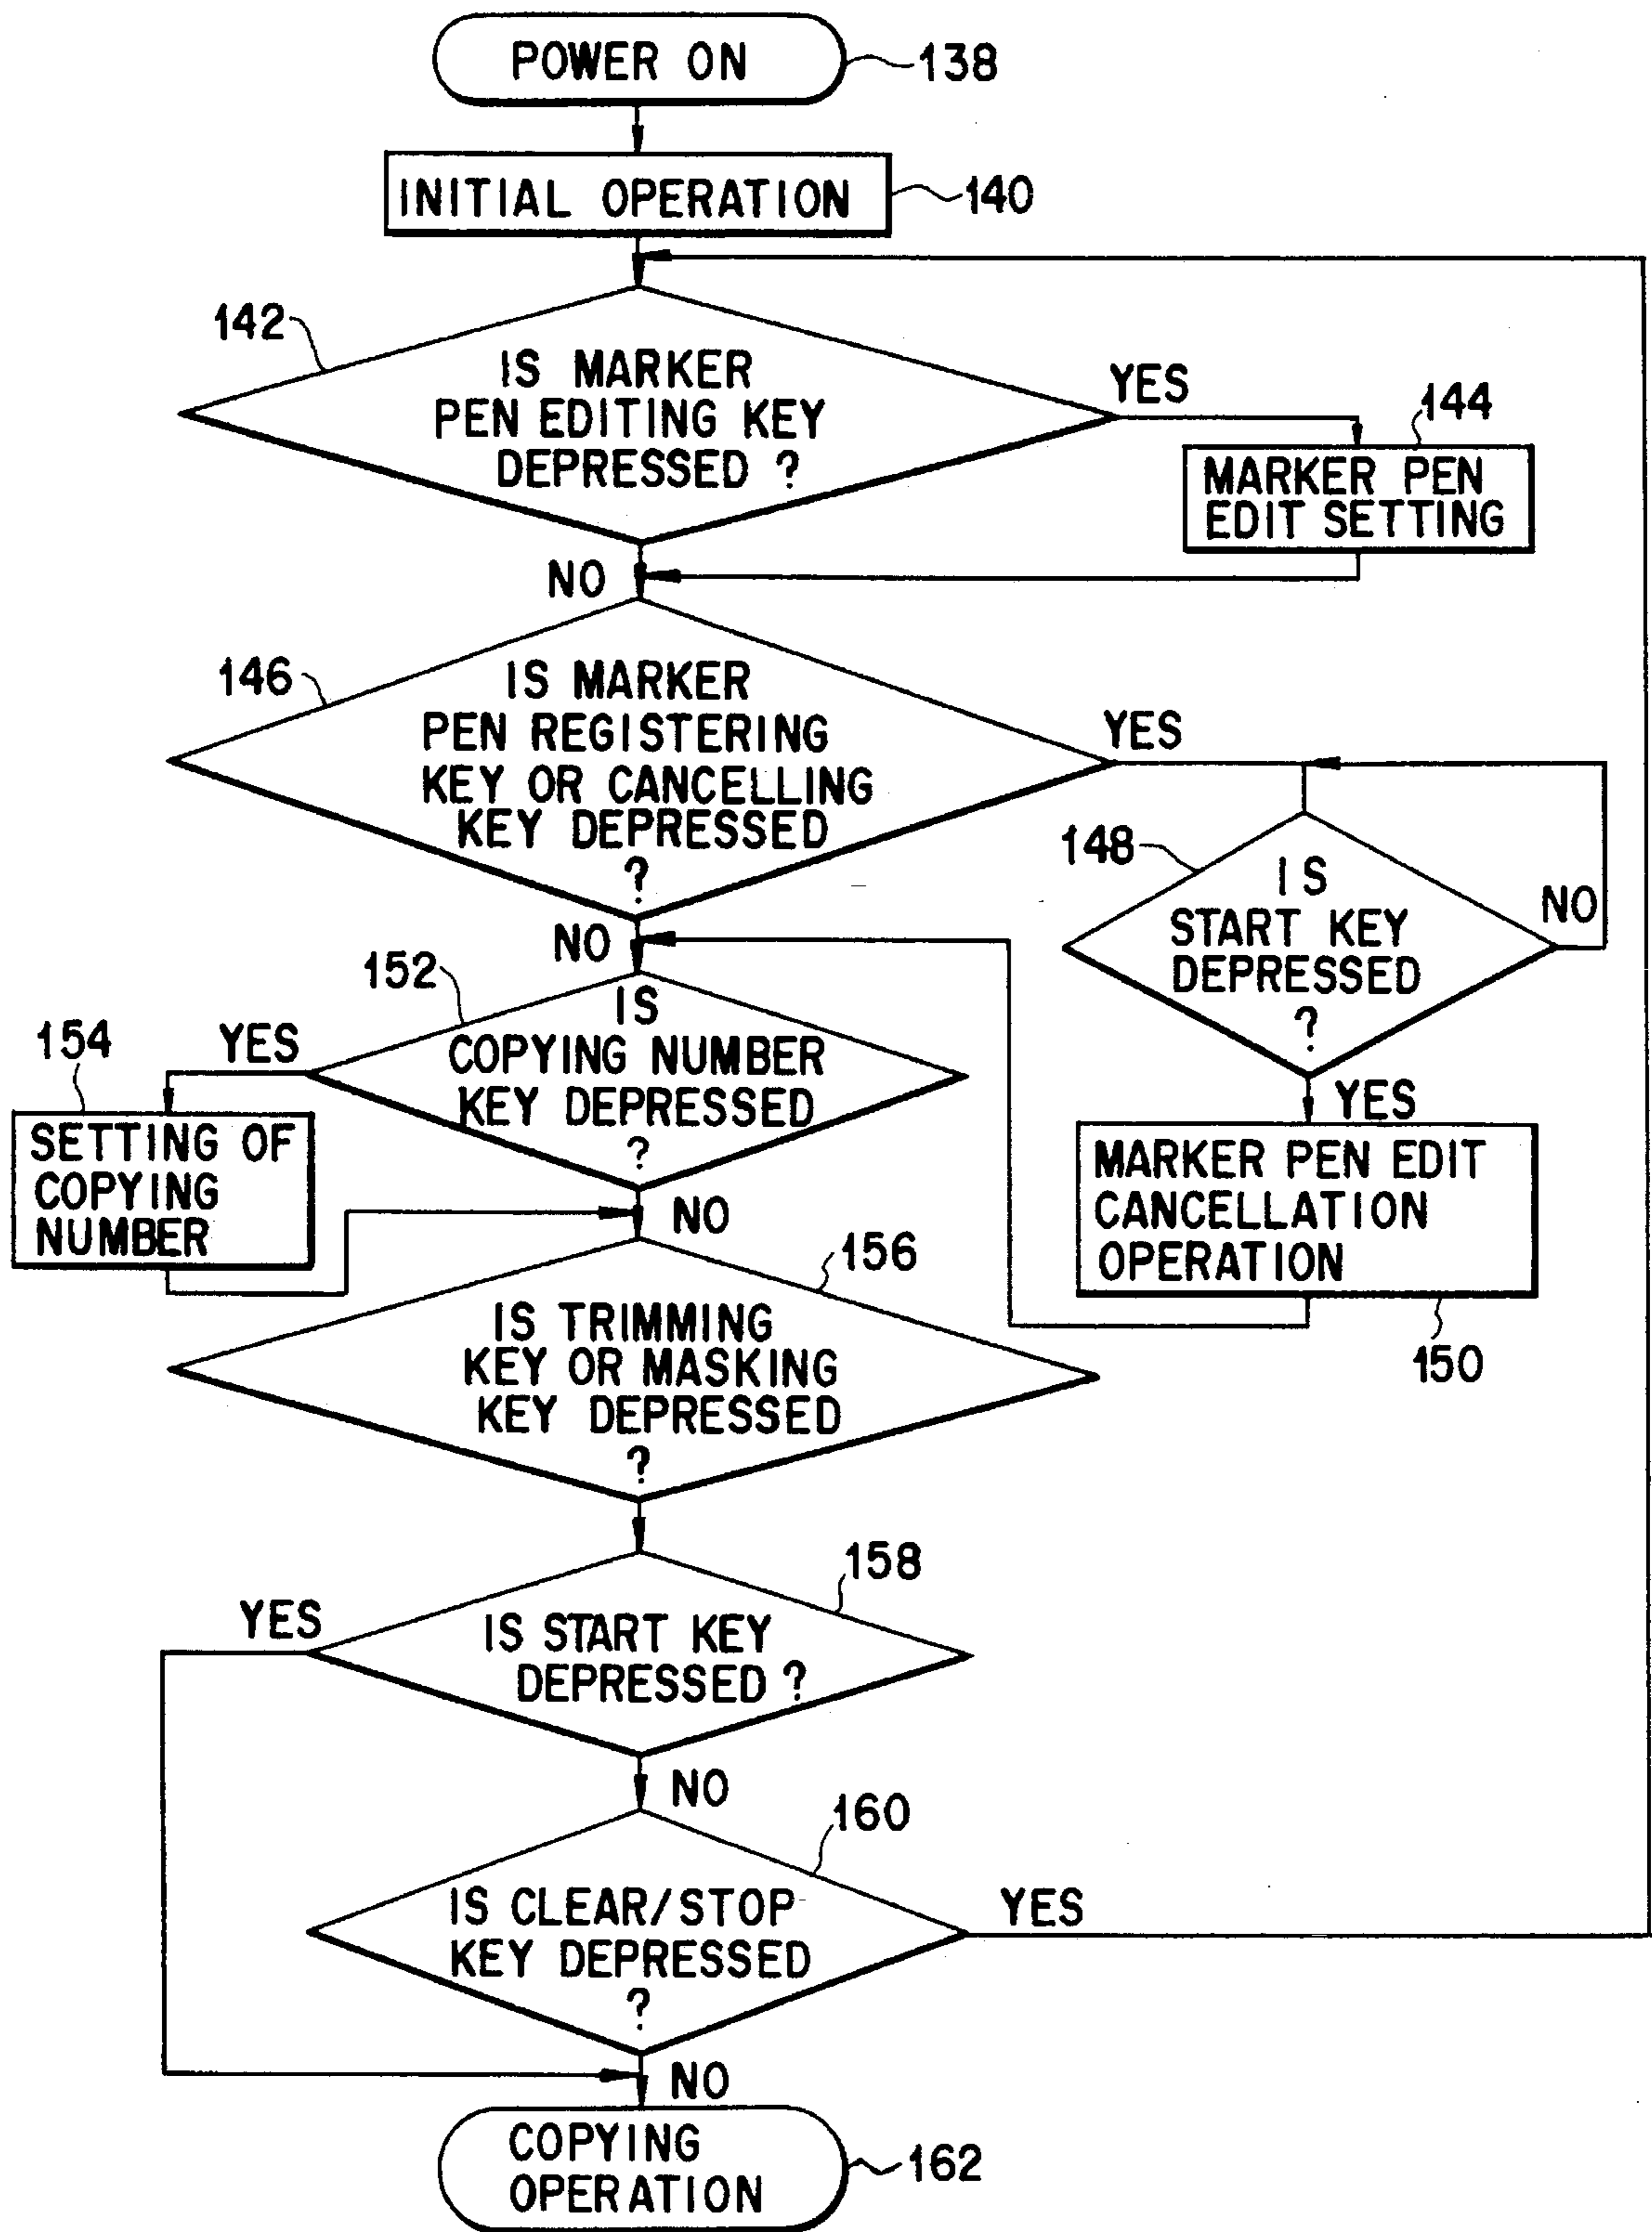 POWER ON
138
INITIAL OPERATION
140
142
IS MARKER
PEN EDITING KEY
DEPRESSED ?
YES
144
MARKER PEN
EDIT SETTING
NO
146
IS MARKER
PEN REGISTERING
KEY OR CANCELLING
KEY DEPRESSED
?
YES
148
IS
START KEY
DEPRESSED
?
NO
YES
MARKER PEN EDIT
CANCELLATION
OPERATION
150
NO
152
IS
COPYING NUMBER
KEY DEPRESSED
?
YES
154
SETTING OF
COPYING
NUMBER
NO
156
IS TRIMMING
KEY OR MASKING
KEY DEPRESSED
?
158
YES
IS START KEY
DEPRESSED ?
NO
160
IS CLEAR/STOP
KEY DEPRESSED
?
YES
NO
COPYING
OPERATION
162